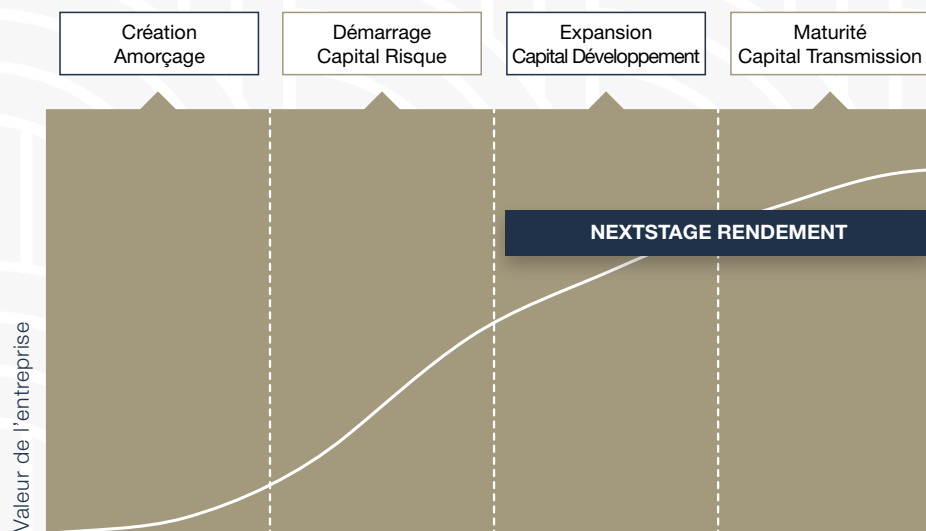 Création
Amorçage
Démarrage
Capital Risque
Expansion
Capital Développement
Maturité
Capital Transmission
NEXTSTAGE RENDEMENT
Valeur de l'entreprise